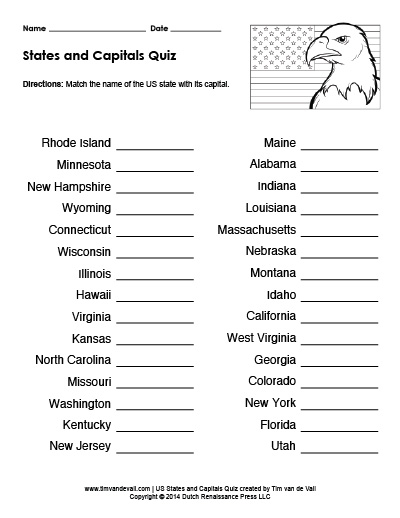 Name ____________ Date ____________
States and Capitals Quiz
Directions: Match the name of the US state with its capital.
Rhode Island ____________
Minnesota ____________
New Hampshire ____________
Wyoming ____________
Connecticut ____________
Wisconsin ____________
Illinois ____________
Hawaii ____________
Virginia ____________
Kansas ____________
North Carolina ____________
Missouri ____________
Washington ____________
Kentucky ____________
New Jersey ____________
Maine ____________
Alabama ____________
Indiana ____________
Louisiana ____________
Massachusetts ____________
Nebraska ____________
Montana ____________
Idaho ____________
California ____________
West Virginia ____________
Georgia ____________
Colorado ____________
New York ____________
Florida ____________
Utah ____________
www.timvandevall.com | US States and Capitals Quiz created by Tim van de Vall
Copyright © 2014 Dutch Renaissance Press LLC